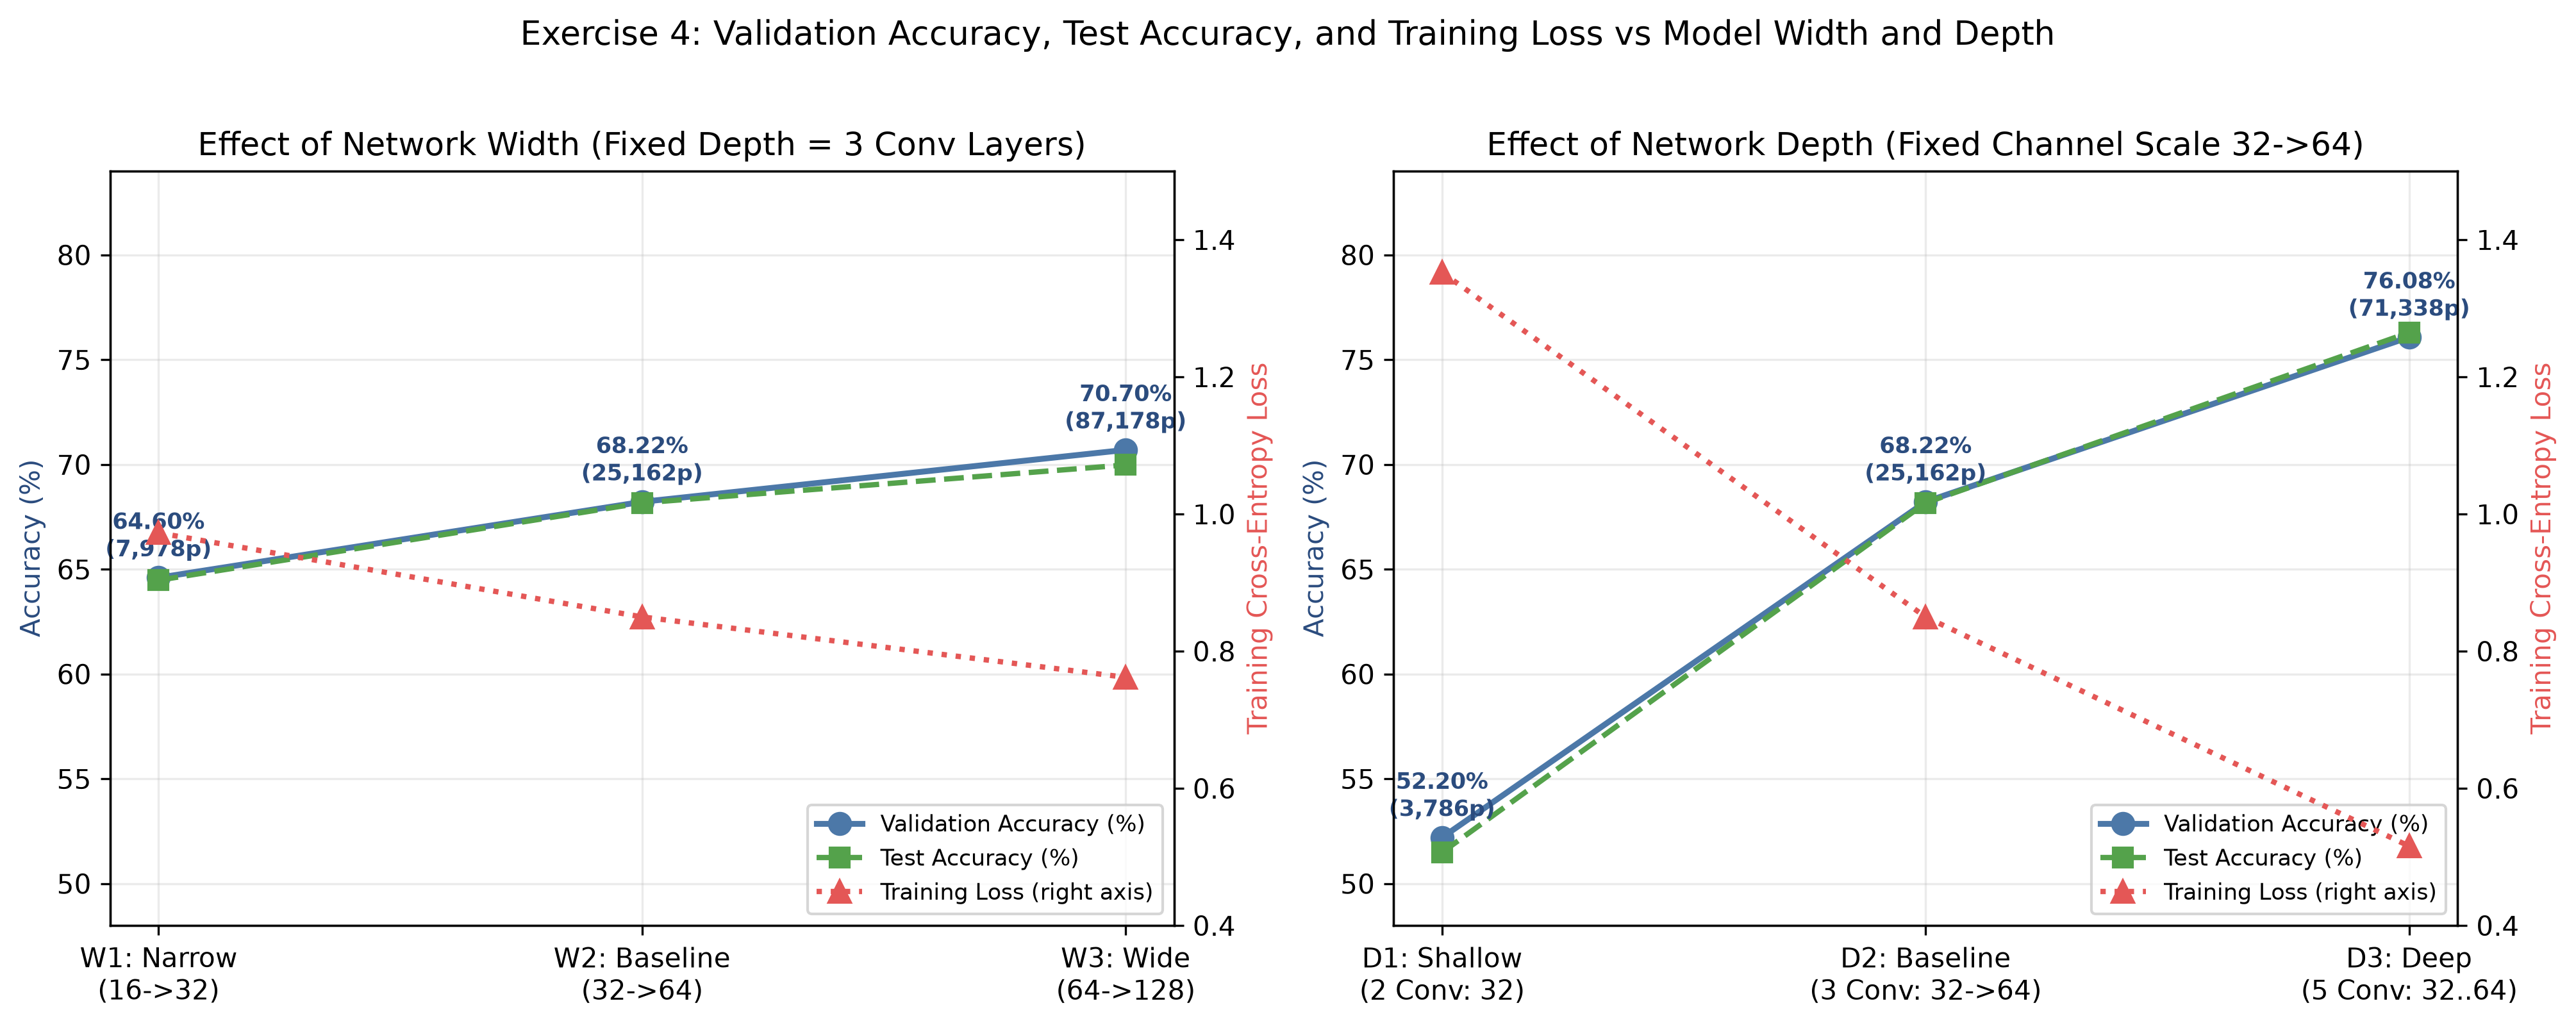 Exercise 4: Validation Accuracy, Test Accuracy, and Training Loss vs Model Width and Depth
Effect of Network Width (Fixed Depth = 3 Conv Layers)
Accuracy (%)
80
75
70
65
60
55
50
64.60%
(7,978p)
68.22%
(25,162p)
70.70%
(87,178p)
1.4
1.2
1.0
0.8
0.6
0.4
Training Cross-Entropy Loss
Validation Accuracy (%)
Test Accuracy (%)
Training Loss (right axis)
W1: Narrow
(16->32)
W2: Baseline
(32->64)
W3: Wide
(64->128)
Effect of Network Depth (Fixed Channel Scale 32->64)
Accuracy (%)
80
75
70
65
60
55
50
52.20%
(3,786p)
68.22%
(25,162p)
76.08%
(71,338p)
1.4
1.2
1.0
0.8
0.6
0.4
Training Cross-Entropy Loss
Validation Accuracy (%)
Test Accuracy (%)
Training Loss (right axis)
D1: Shallow
(2 Conv: 32)
D2: Baseline
(3 Conv: 32->64)
D3: Deep
(5 Conv: 32..64)